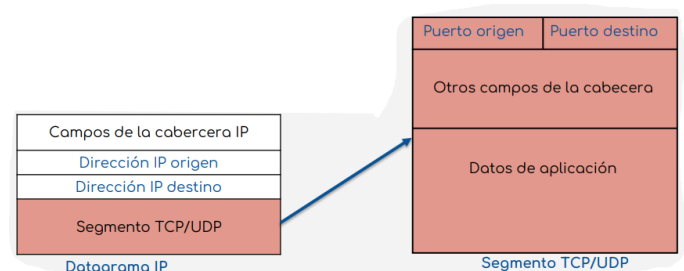 Puerto origen
Puerto destino
Otros campos de la cabecera
Datos de aplicación
Segmento TCP/UDP
Campos de la cabercera IP
Dirección IP origen
Dirección IP destino
Segmento TCP/UDP
Datagrama IP